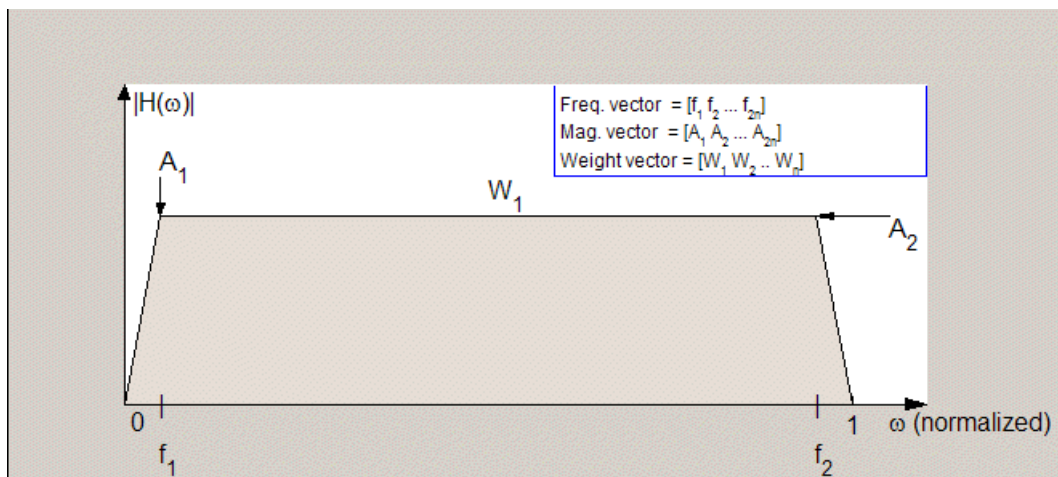 |H(ω)|
Freq. vector = [f₁ f₂ ... f₂ₙ]
Mag. vector = [A₁ A₂ ... A₂ₙ]
Weight vector = [W₁ W₂ .. Wₙ]
A₁
W₁
A₂
0
1
ω (normalized)
f₁
f₂